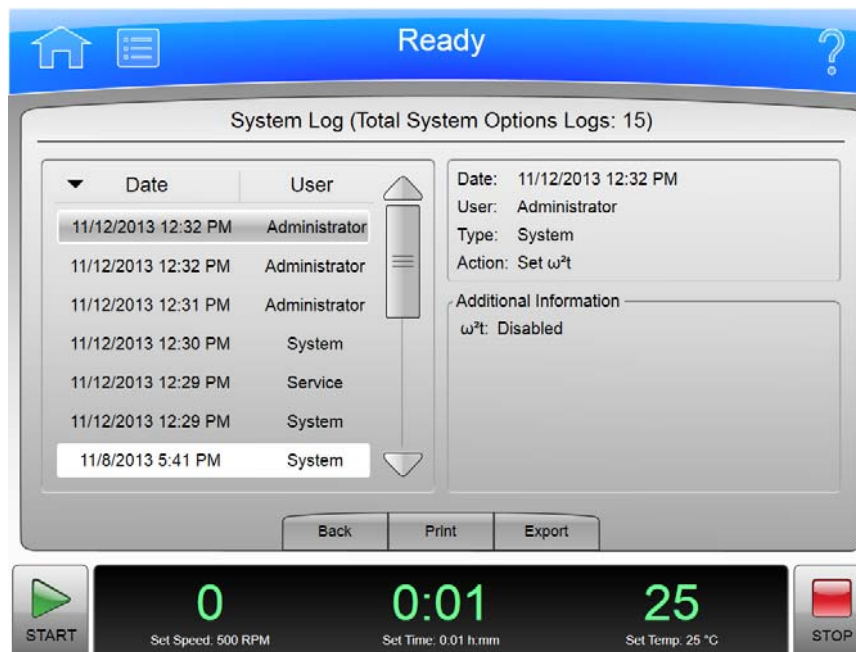 Ready
?
System Log (Total System Options Logs: 15)
Date User
11/12/2013 12:32 PM Administrator
11/12/2013 12:32 PM Administrator
11/12/2013 12:31 PM Administrator
11/12/2013 12:30 PM System
11/12/2013 12:29 PM Service
11/12/2013 12:29 PM System
11/8/2013 5:41 PM System
Date: 11/12/2013 12:32 PM
User: Administrator
Type: System
Action: Set ω²t
Additional Information
ω²t: Disabled
Back Print Export
START
0
Set Speed: 500 RPM
0:01
Set Time: 0.01 h:mm
25
Set Temp: 25 °C
STOP